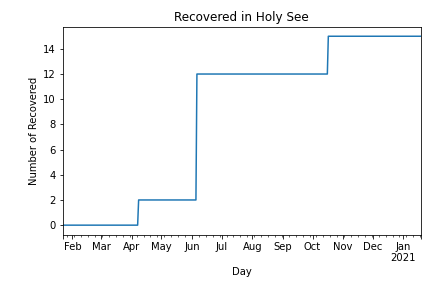 Recovered in Holy See
Number of Recovered
14
12
10
8
6
4
2
0
Feb Mar Apr May Jun Jul Aug Sep Oct Nov Dec Jan
2021
Day